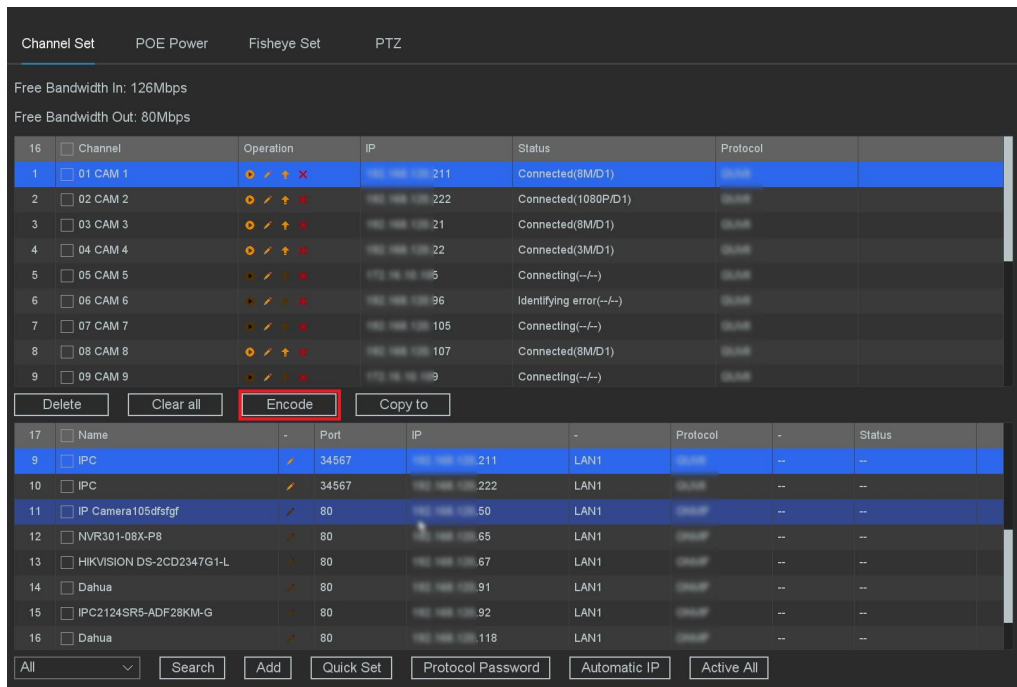 Channel Set POE Power Fisheye Set PTZ
Free Bandwidth In: 126Mbps
Free Bandwidth Out: 80Mbps
16 Channel Operation IP Status Protocol
1 01 CAM 1 .211 Connected(8M/D1)
2 02 CAM 2 .222 Connected(1080P/D1)
3 03 CAM 3 .21 Connected(8M/D1)
4 04 CAM 4 .22 Connected(3M/D1)
5 05 CAM 5 Connecting(--/--)
6 06 CAM 6 96 Identifying error(--/--)
7 07 CAM 7 105 Connecting(--/--)
8 08 CAM 8 107 Connected(8M/D1)
9 09 CAM 9 Connecting(--/--)
Delete Clear all Encode Copy to
17 Name - Port IP - Protocol - Status
9 IPC 34567 .211 LAN1 -- --
10 IPC 34567 .222 LAN1 -- --
11 IP Camera105dfsfgf 80 .50 LAN1 -- --
12 NVR301-08X-P8 80 .65 LAN1 -- --
13 HIKVISION DS-2CD2347G1-L 80 .67 LAN1 -- --
14 Dahua 80 .91 LAN1 -- --
15 IPC2124SR5-ADF28KM-G 80 .92 LAN1 -- --
16 Dahua 80 .118 LAN1 -- --
All Search Add Quick Set Protocol Password Automatic IP Active All